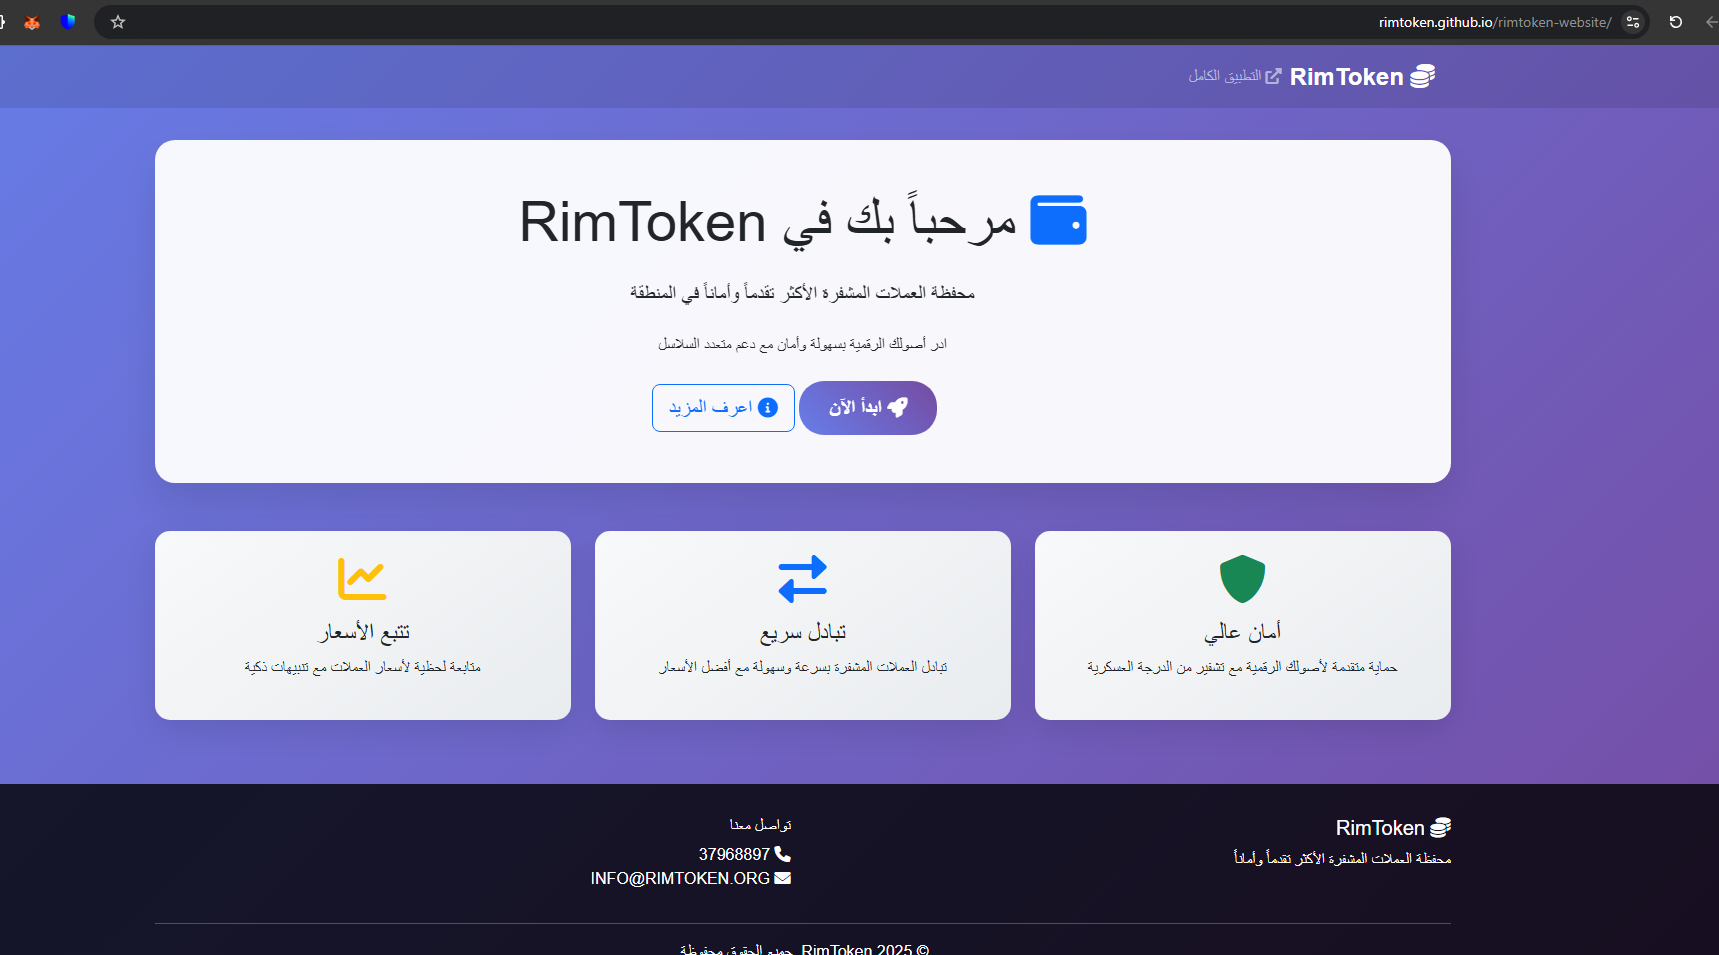 rimtoken.github.io/rimtoken-website/
RimToken
التطبيق الكامل
مرحباً بك في RimToken
محفظة العملات المشفرة الأكثر تقدماً وأماناً في المنطقة
ادر أصولك الرقمية بسهولة وأمان مع دعم متعدد السلاسل
ابدأ الآن
اعرف المزيد
أمان عالي
حماية متقدمة لأصولك الرقمية مع تشفير من الدرجة العسكرية
تبادل سريع
تبادل العملات المشفرة بسرعة وسهولة مع أفضل الأسعار
تتبع الأسعار
متابعة لحظية لأسعار العملات مع تنبيهات ذكية
RimToken
محفظة العملات المشفرة الأكثر تقدماً وأماناً
تواصل معنا
37968897
INFO@RIMTOKEN.ORG
© 2025 RimToken. جميع الحقوق محفوظة